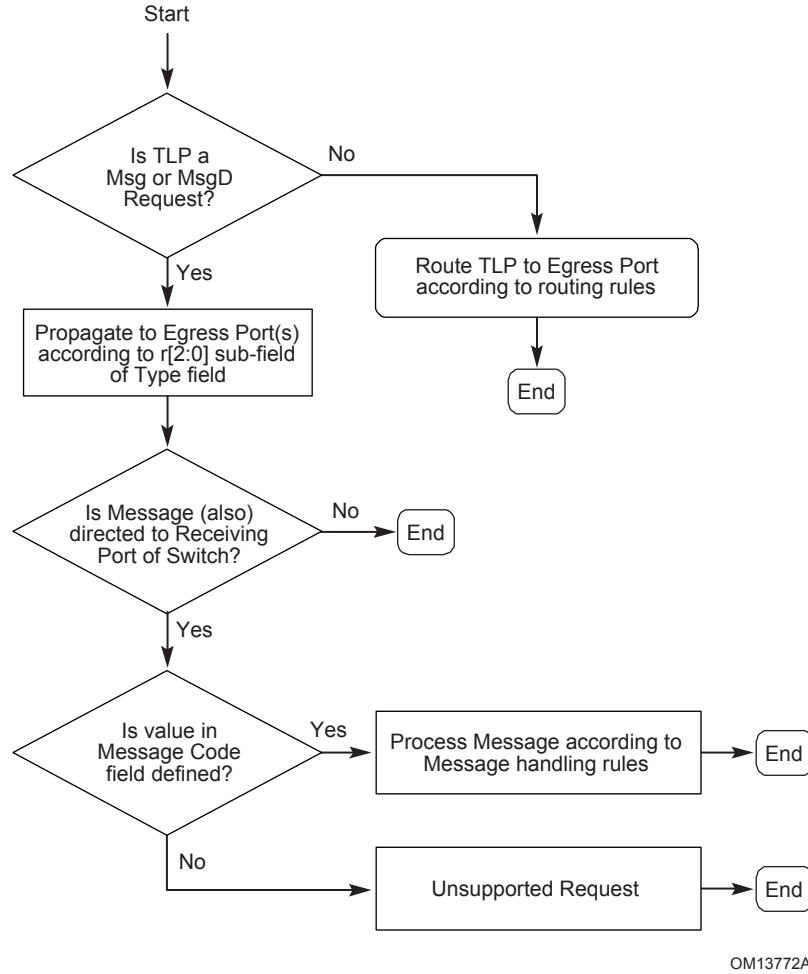 Start
Is TLP a
Msg or MsgD
Request?
No
Route TLP to Egress Port
according to routing rules
End
Yes
Propagate to Egress Port(s)
according to r[2:0] sub-field
of Type field
Is Message (also)
directed to Receiving
Port of Switch?
No
End
Yes
Is value in
Message Code
field defined?
Yes
Process Message according to
Message handling rules
End
No
Unsupported Request
End
OM13772A